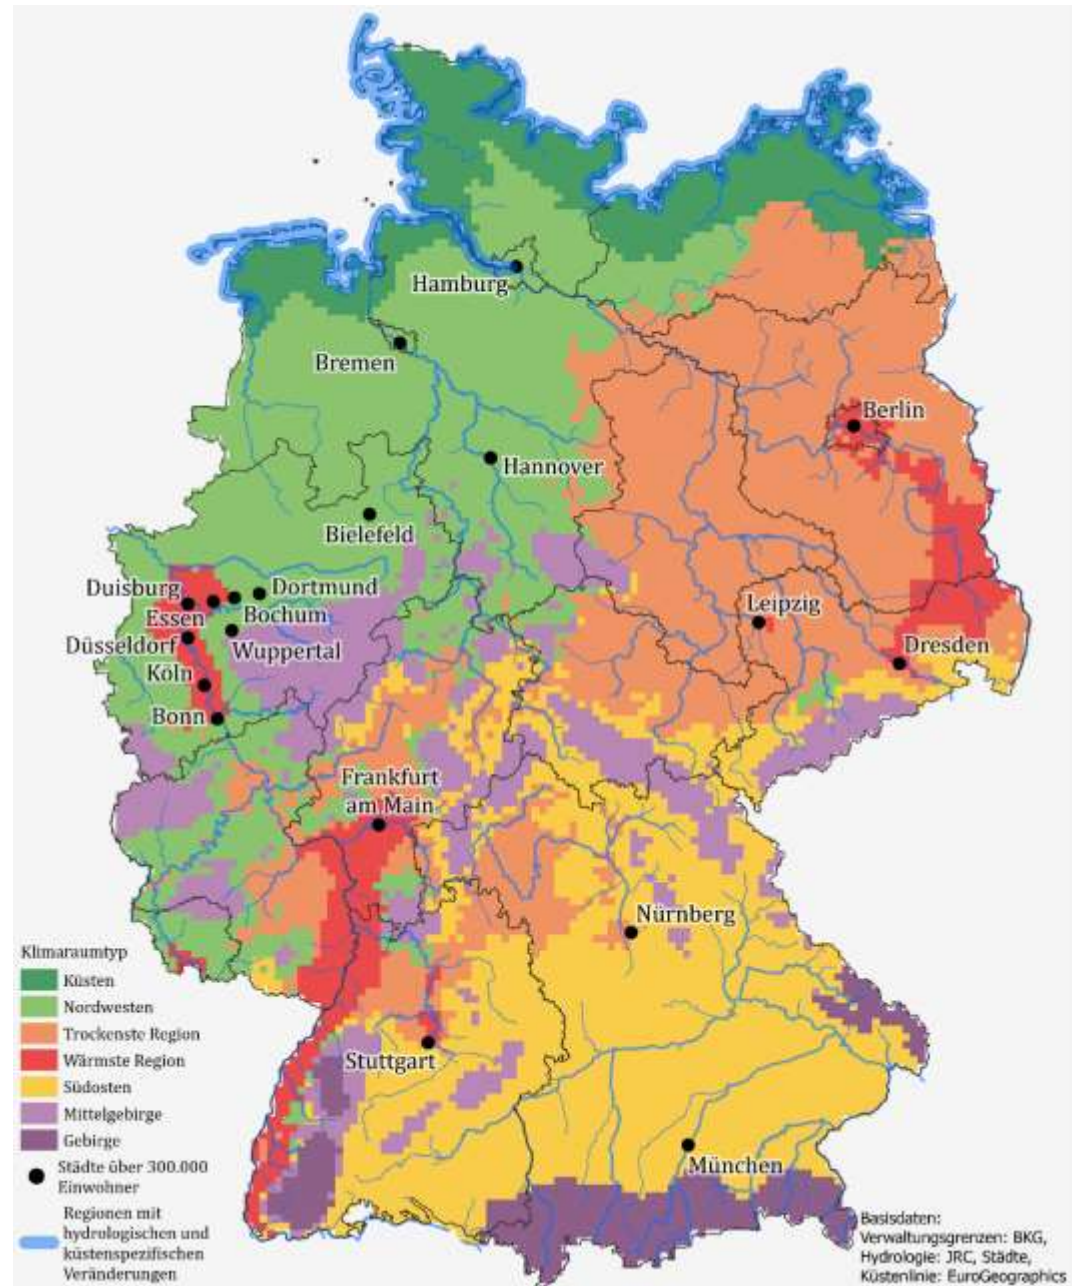 Hamburg
Bremen
Berlin
Hannover
Bielefeld
Duisburg
Dortmund
Essen
Bochum
Düsseldorf
Wuppertal
Köln
Bonn
Leipzig
Dresden
Frankfurt
am Main
Nürnberg
Stuttgart
München
Klimaraumtyp
Küsten
Nordwesten
Trockenste Region
Wärmste Region
Südosten
Mittelgebirge
Gebirge
Städte über 300.000
Einwohner
Regionen mit
hydrologischen und
küstenspezifischen
Veränderungen
Basisdaten:
Verwaltungsgrenzen: BKG,
Hydrologie: JRC, Städte,
Küstenlinie: EuroGeographics